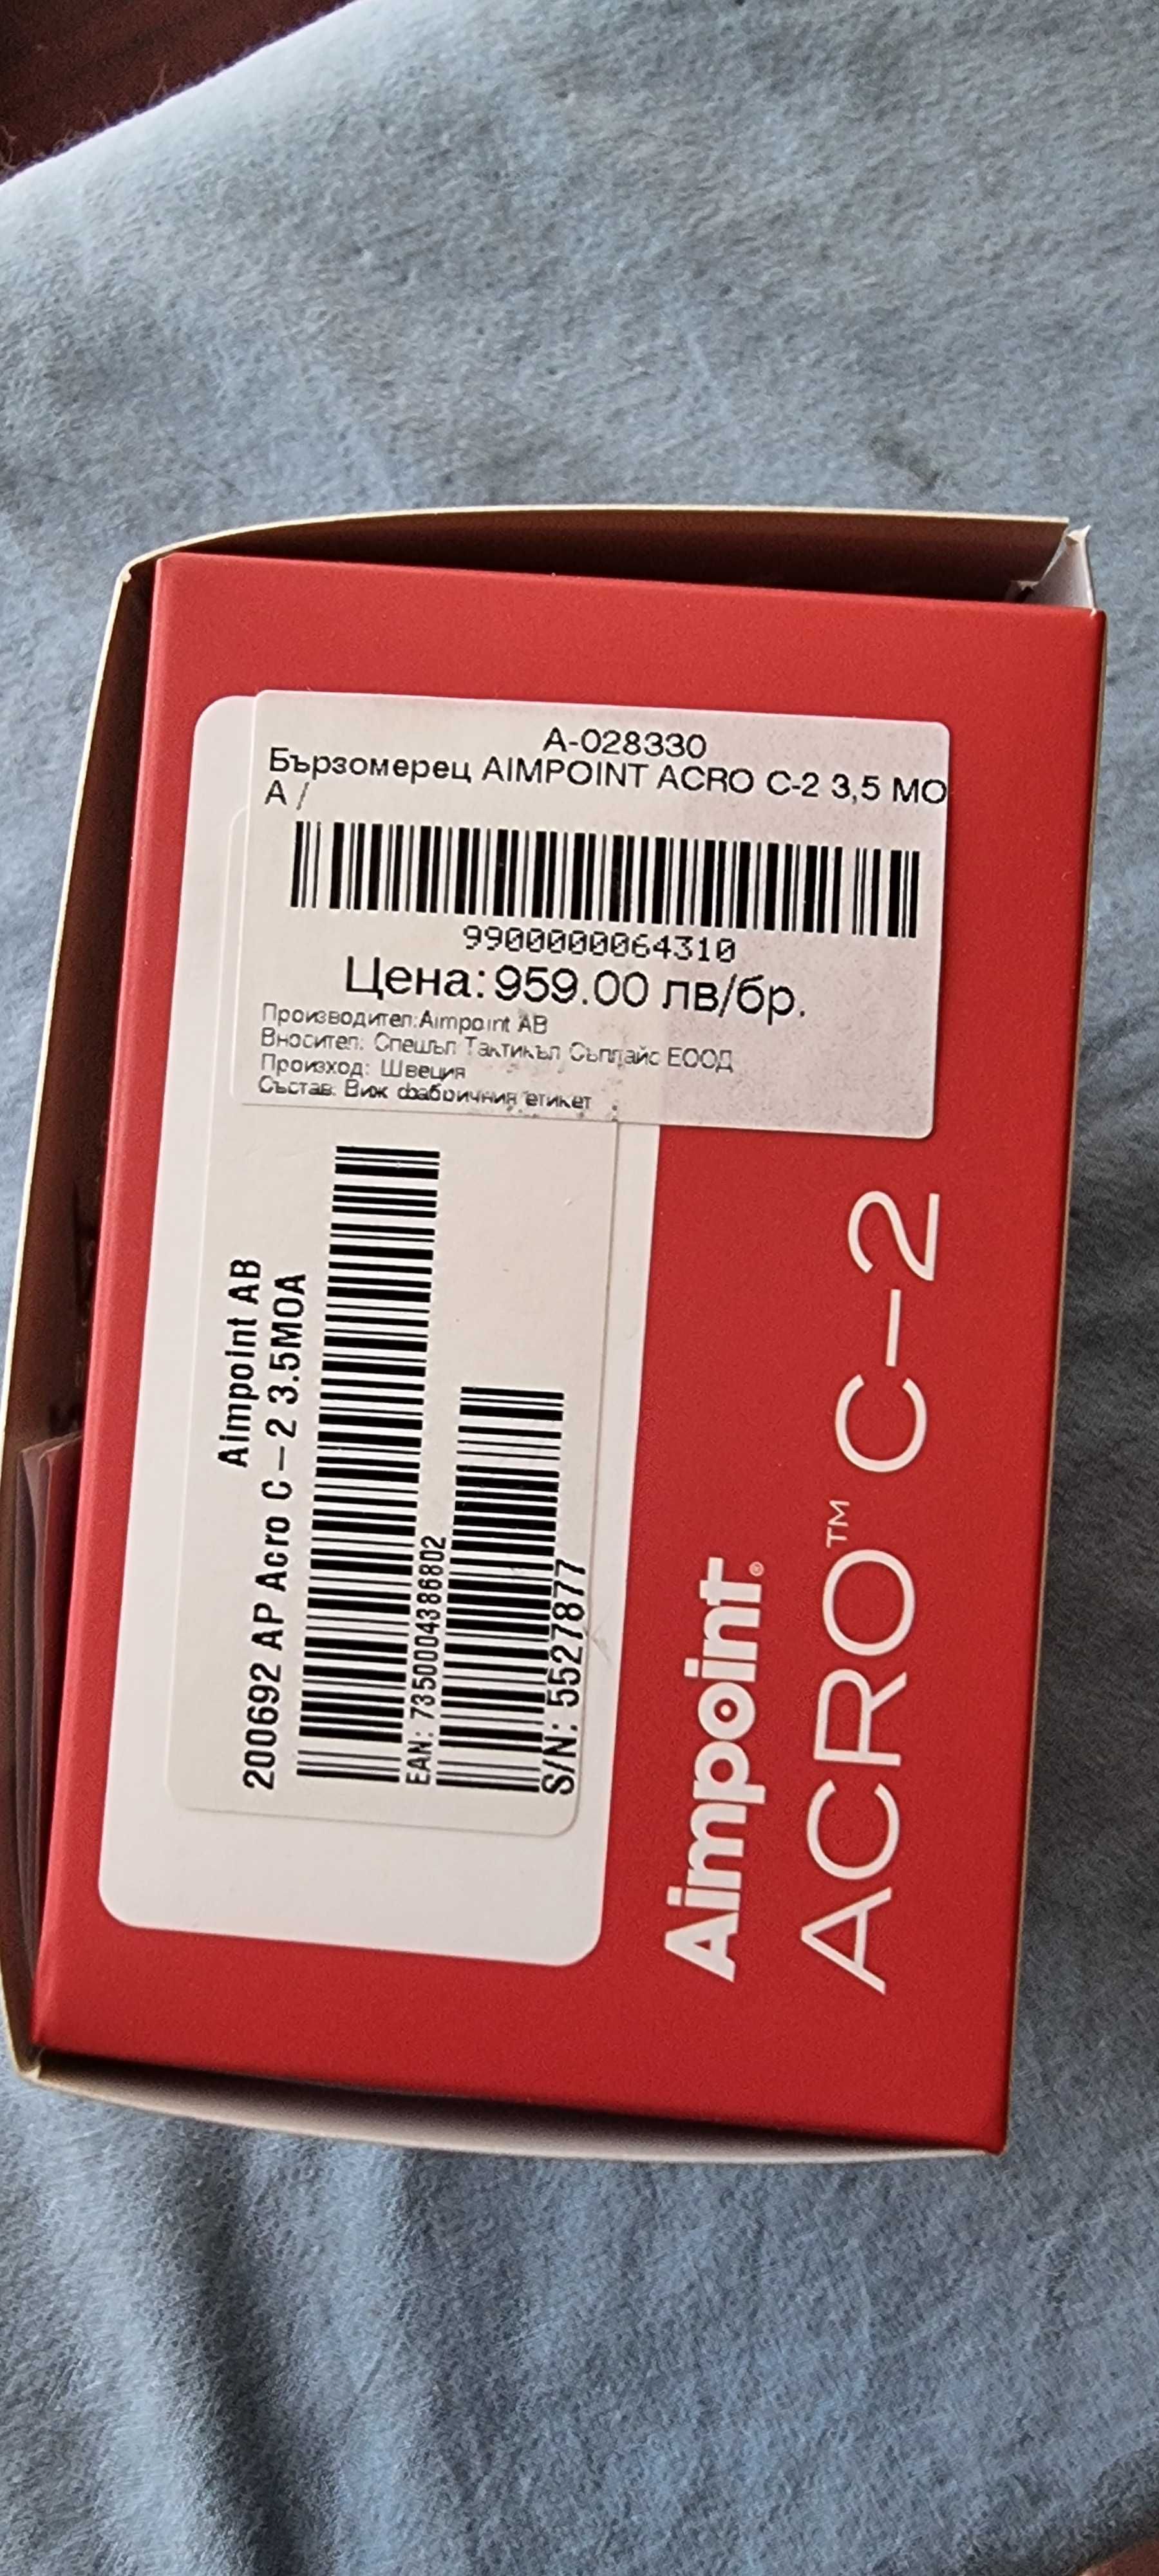 A-028330
Бързомерец AIMPOINT ACRO C-2 3,5 MO
A /
9900000064310
Цена: 959.00 лв/бр.
Производител:Aimpoint AB
Вносител: Спешъл Тактикъл Съплайс ЕООД
Произход: Швеция
Състав: Виж фабричния етикет
Aimpoint AB
200692 AP Acro C-2 3.5MOA
EAN: 7350004386802
S/N: 5527877
Aimpoint®
ACRO™ C-2